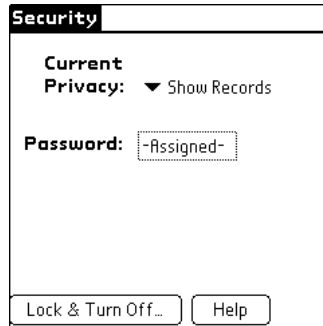 Security
Current
Privacy: Show Records
Password: -Assigned-
Lock & Turn Off... Help